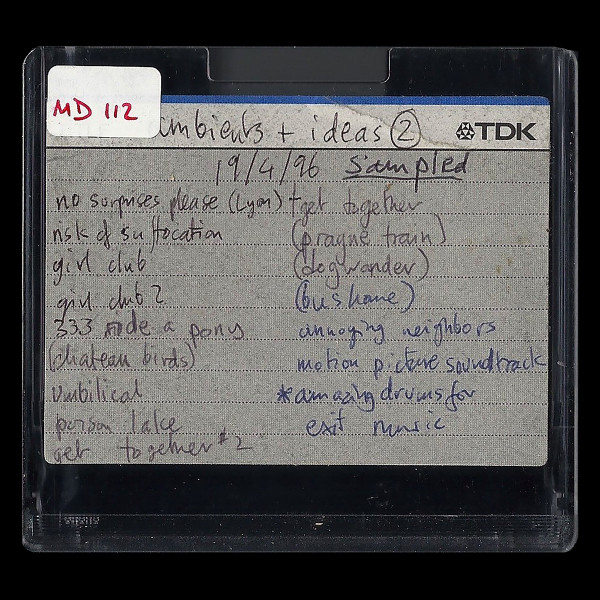 MD 112
ambients + ideas ②
TDK
19/4/96 sampled
no surprises please (Lyon) + get together
risk of suffocation
(prague train)
girl club
(dogwander)
girl club 2
(bus home)
333 ride a pony
annoying neighbors
(chateau birds)
motion picture soundtrack
umbilical
*amazing drums for
poison lake
exit music
get together #2